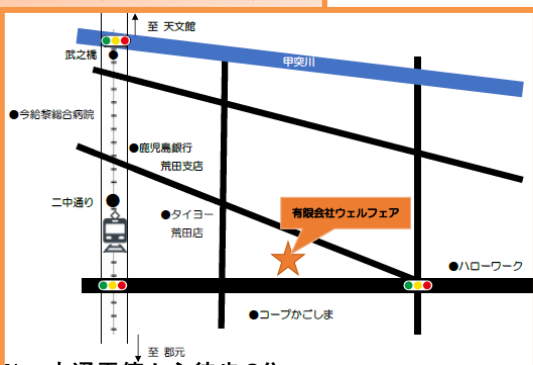 至 天文館
武之橋
甲突川
●今給黎総合病院
●鹿児島銀行
荒田支店
二中通り
●タイヨー
荒田店
有限会社ウェルフェア
●ハローワーク
●コープかごしま
至 郡元